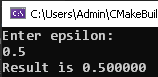 C:\Users\Admin\CMakeBuil
Enter epsilon:
0.5
Result is 0.500000